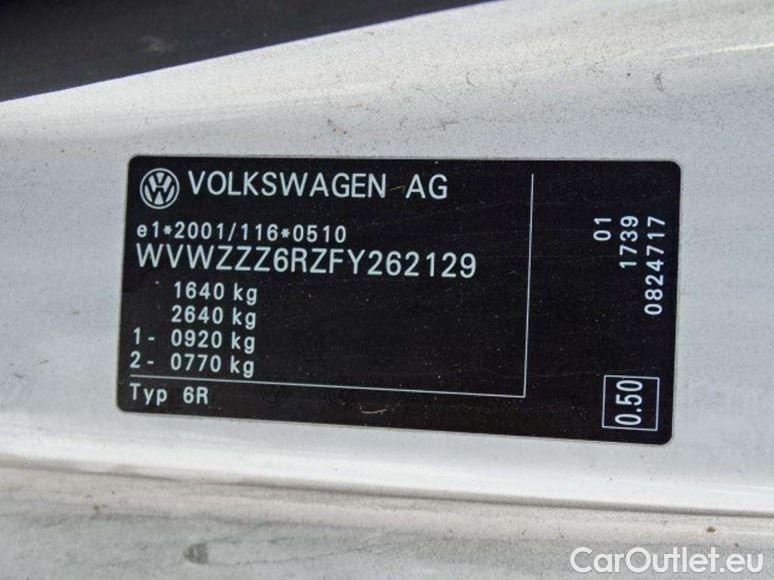 VOLKSWAGEN AG
e1*2001/116*0510
WVWZZZ6RZFY262129
1640 kg
2640 kg
1- 0920 kg
2- 0770 kg
Typ 6R
01
1739
0824717
0.50
CarOutlet.eu